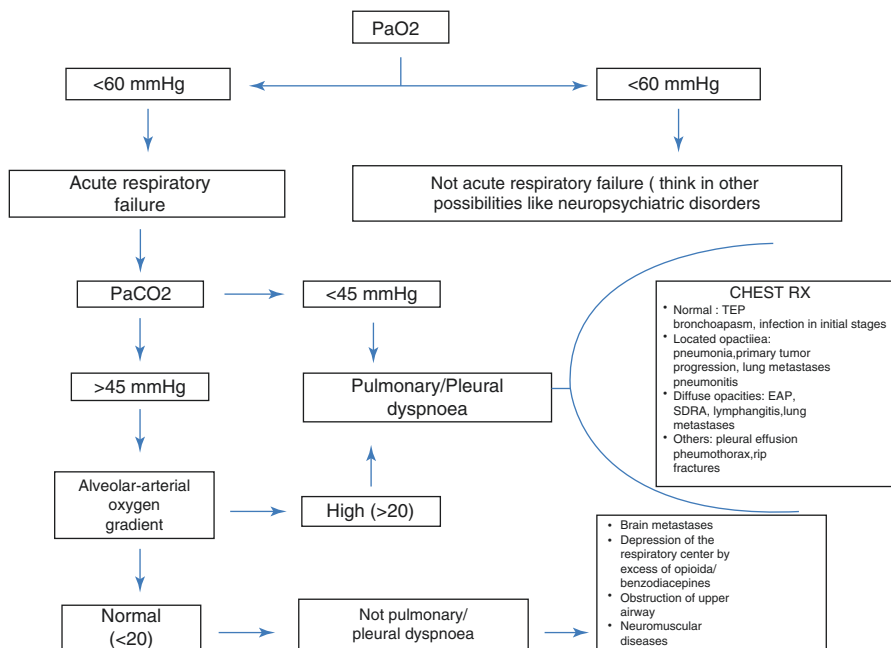 PaO2
<60 mmHg
<60 mmHg
Acute respiratory
failure
Not acute respiratory failure ( think in other
possibilities like neuropsychiatric disorders
PaCO2
<45 mmHg
CHEST RX
• Normal : TEP
bronchoapasm, infection in initial stages
• Located opactiiea:
pneumonia,primary tumor
progression, lung metastases
pneumonitis
• Diffuse opacities: EAP,
SDRA, lymphangitis,lung
metastases
• Others: pleural effusion
pheumothorax,rip
fractures
>45 mmHg
Pulmonary/Pleural
dyspnoea
Alveolar-arterial
oxygen
gradient
High (>20)
Normal
(<20)
Not pulmonary/
pleural dyspnoea
• Brain metastases
• Depression of the
respiratory center by
excess of opioida/
benzodiacepines
• Obstruction of upper
airway
• Neuromuscular
diseases